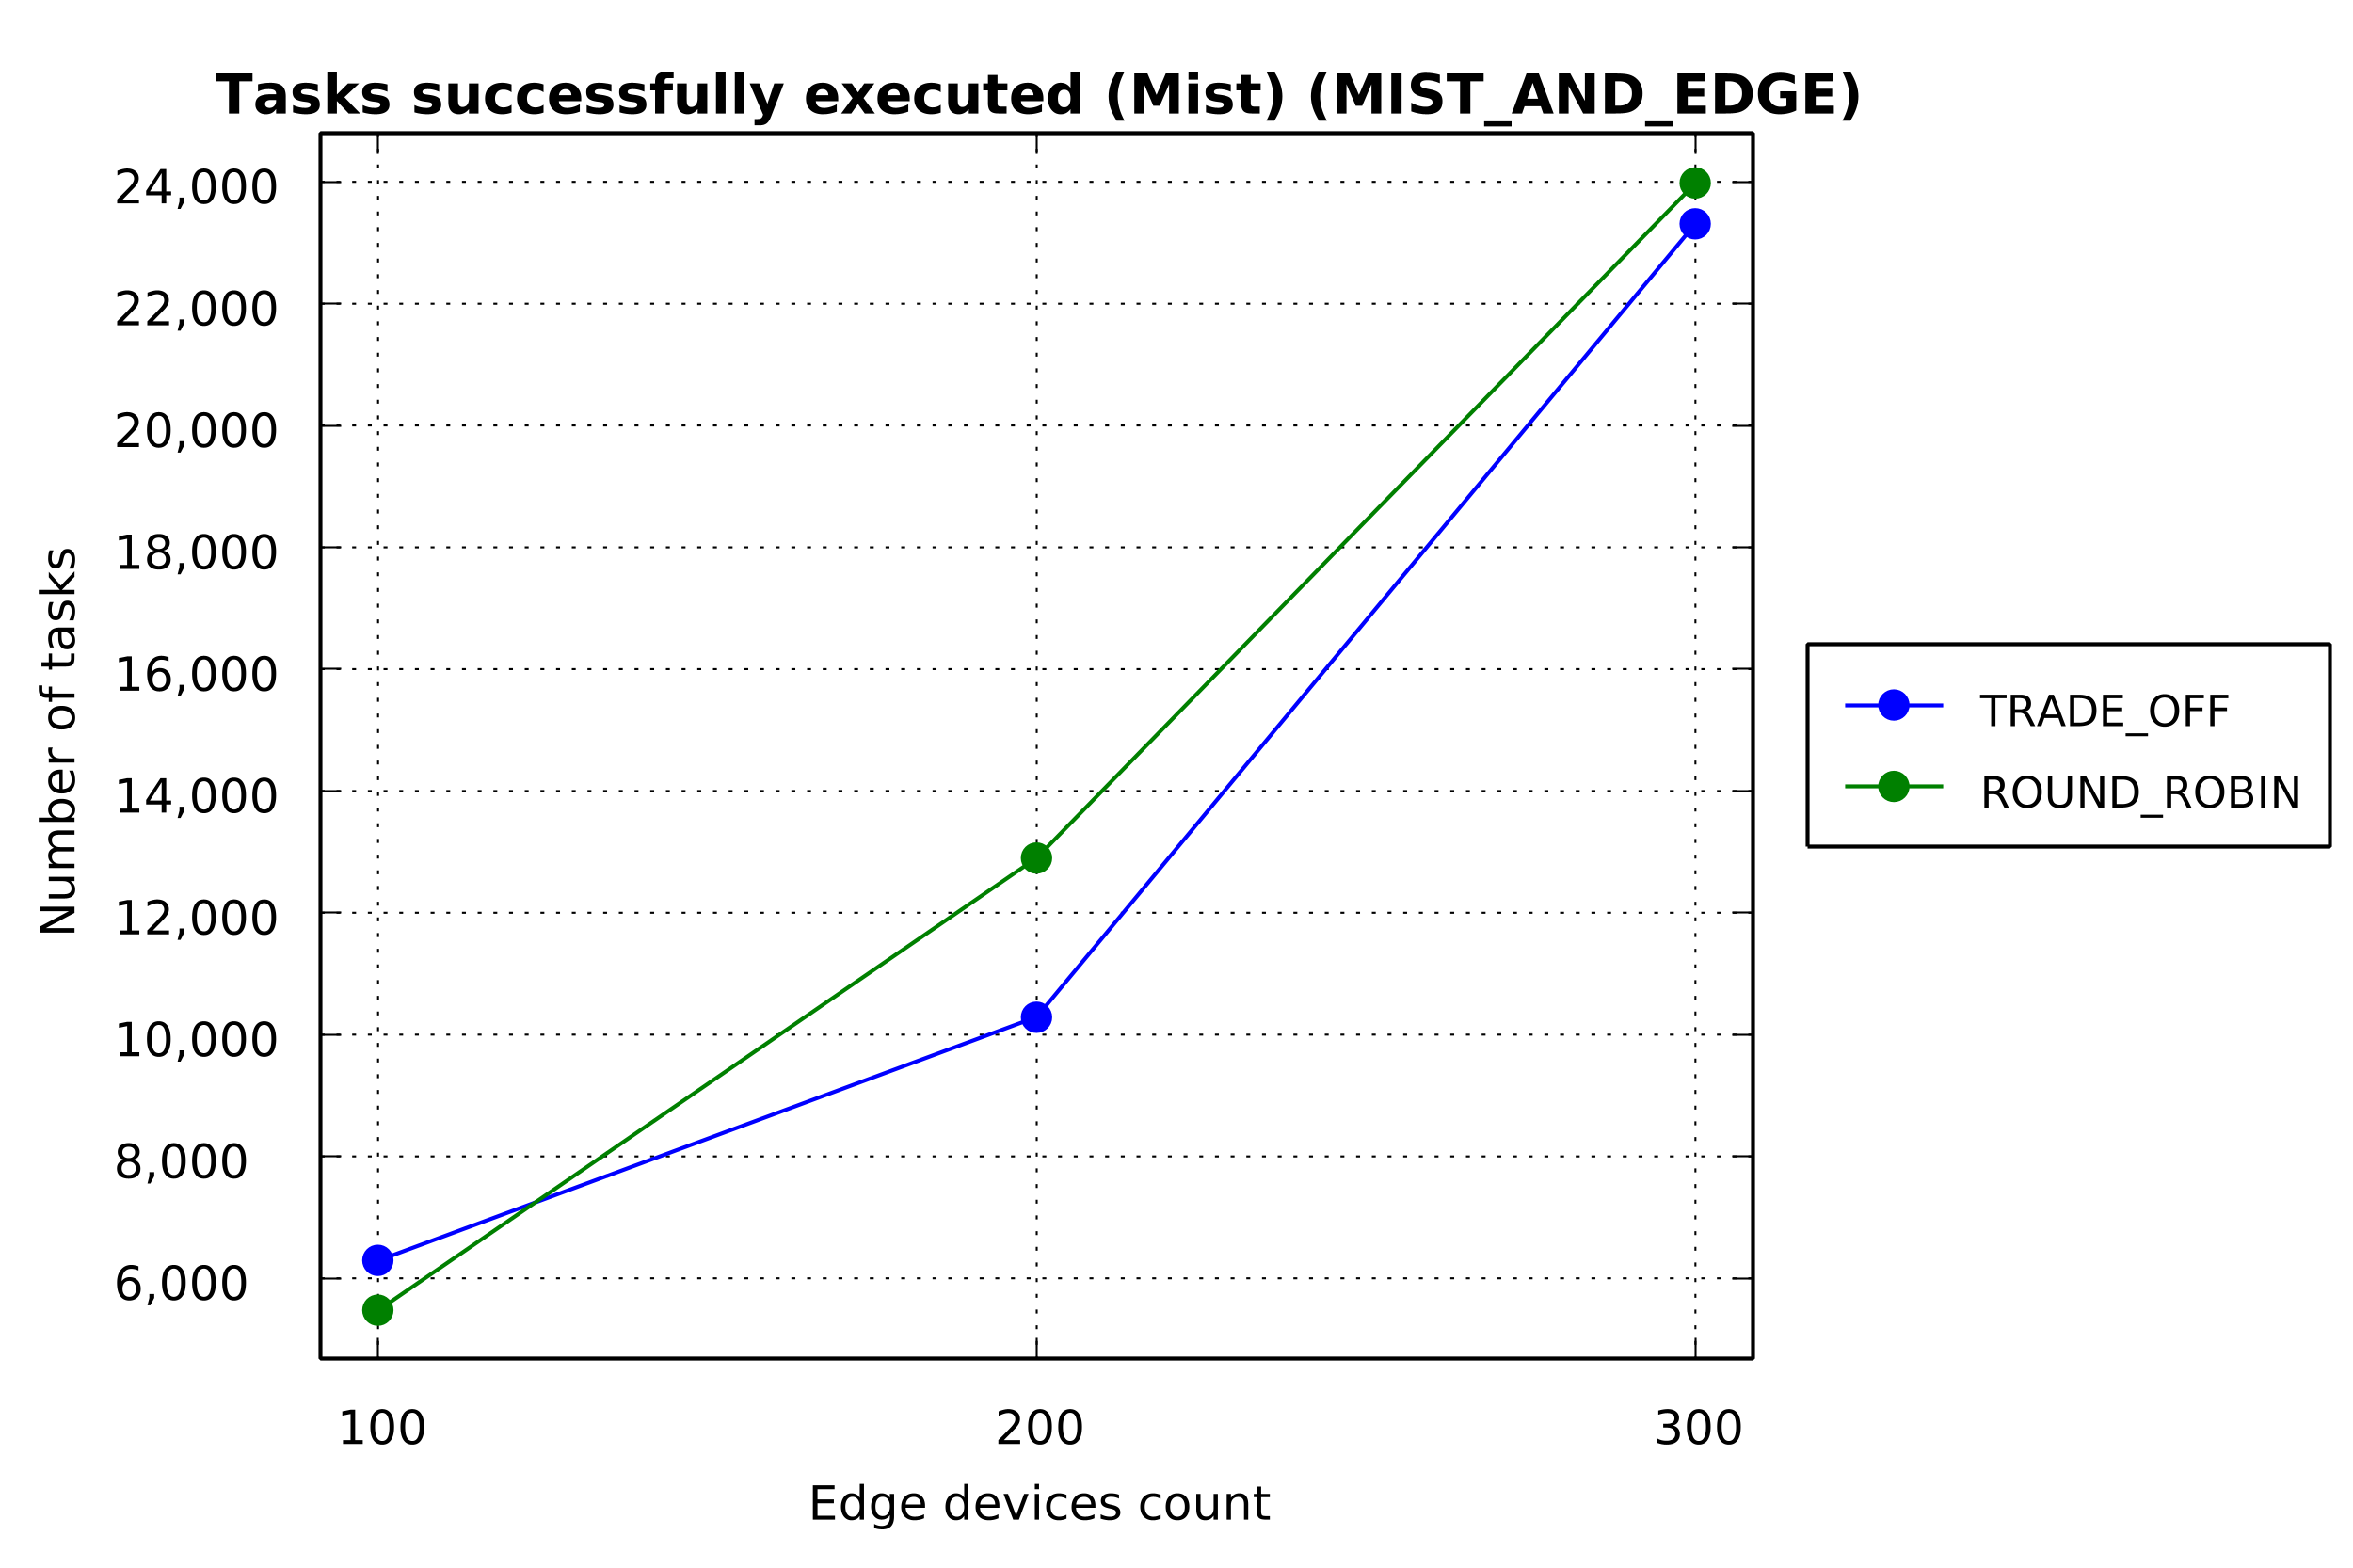 Tasks successfully executed (Mist) (MIST_AND_EDGE)
24,000
22,000
20,000
18,000
16,000
14,000
12,000
10,000
8,000
6,000
Number of tasks
100
200
300
Edge devices count
TRADE_OFF
ROUND_ROBIN